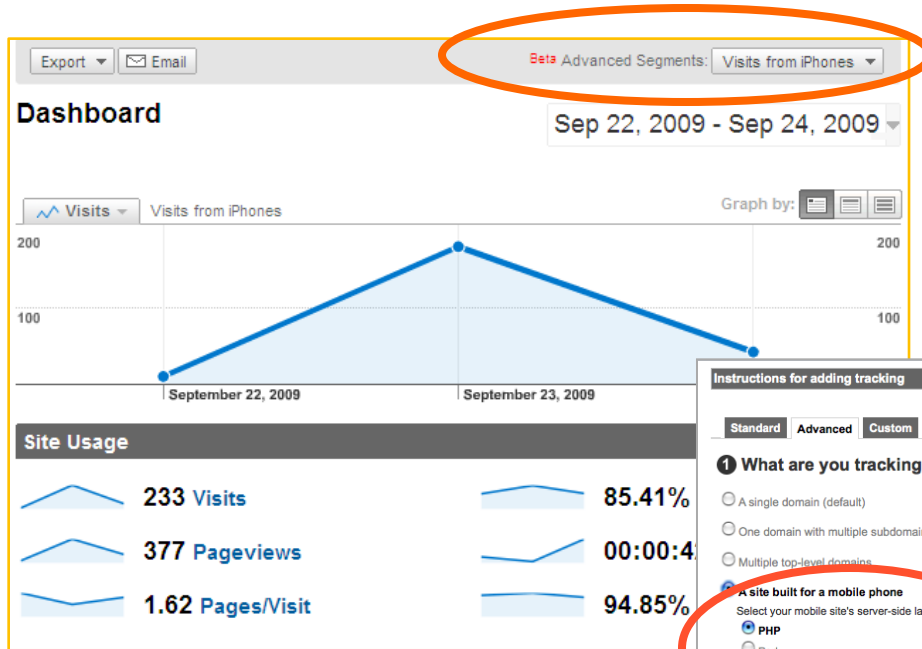 Export Email Beta Advanced Segments: Visits from iPhones
Dashboard
Sep 22, 2009 - Sep 24, 2009
Visits Visits from iPhones Graph by:
200 200
100 100
September 22, 2009 September 23, 2009
Site Usage
233 Visits 85.41%
377 Pageviews 00:00:4
1.62 Pages/Visit 94.85%
Instructions for adding tracking
Standard Advanced Custom
1 What are you tracking
A single domain (default)
One domain with multiple subdomai
Multiple top-level domains
A site built for a mobile phone
Select your mobile site's server-side la
PHP